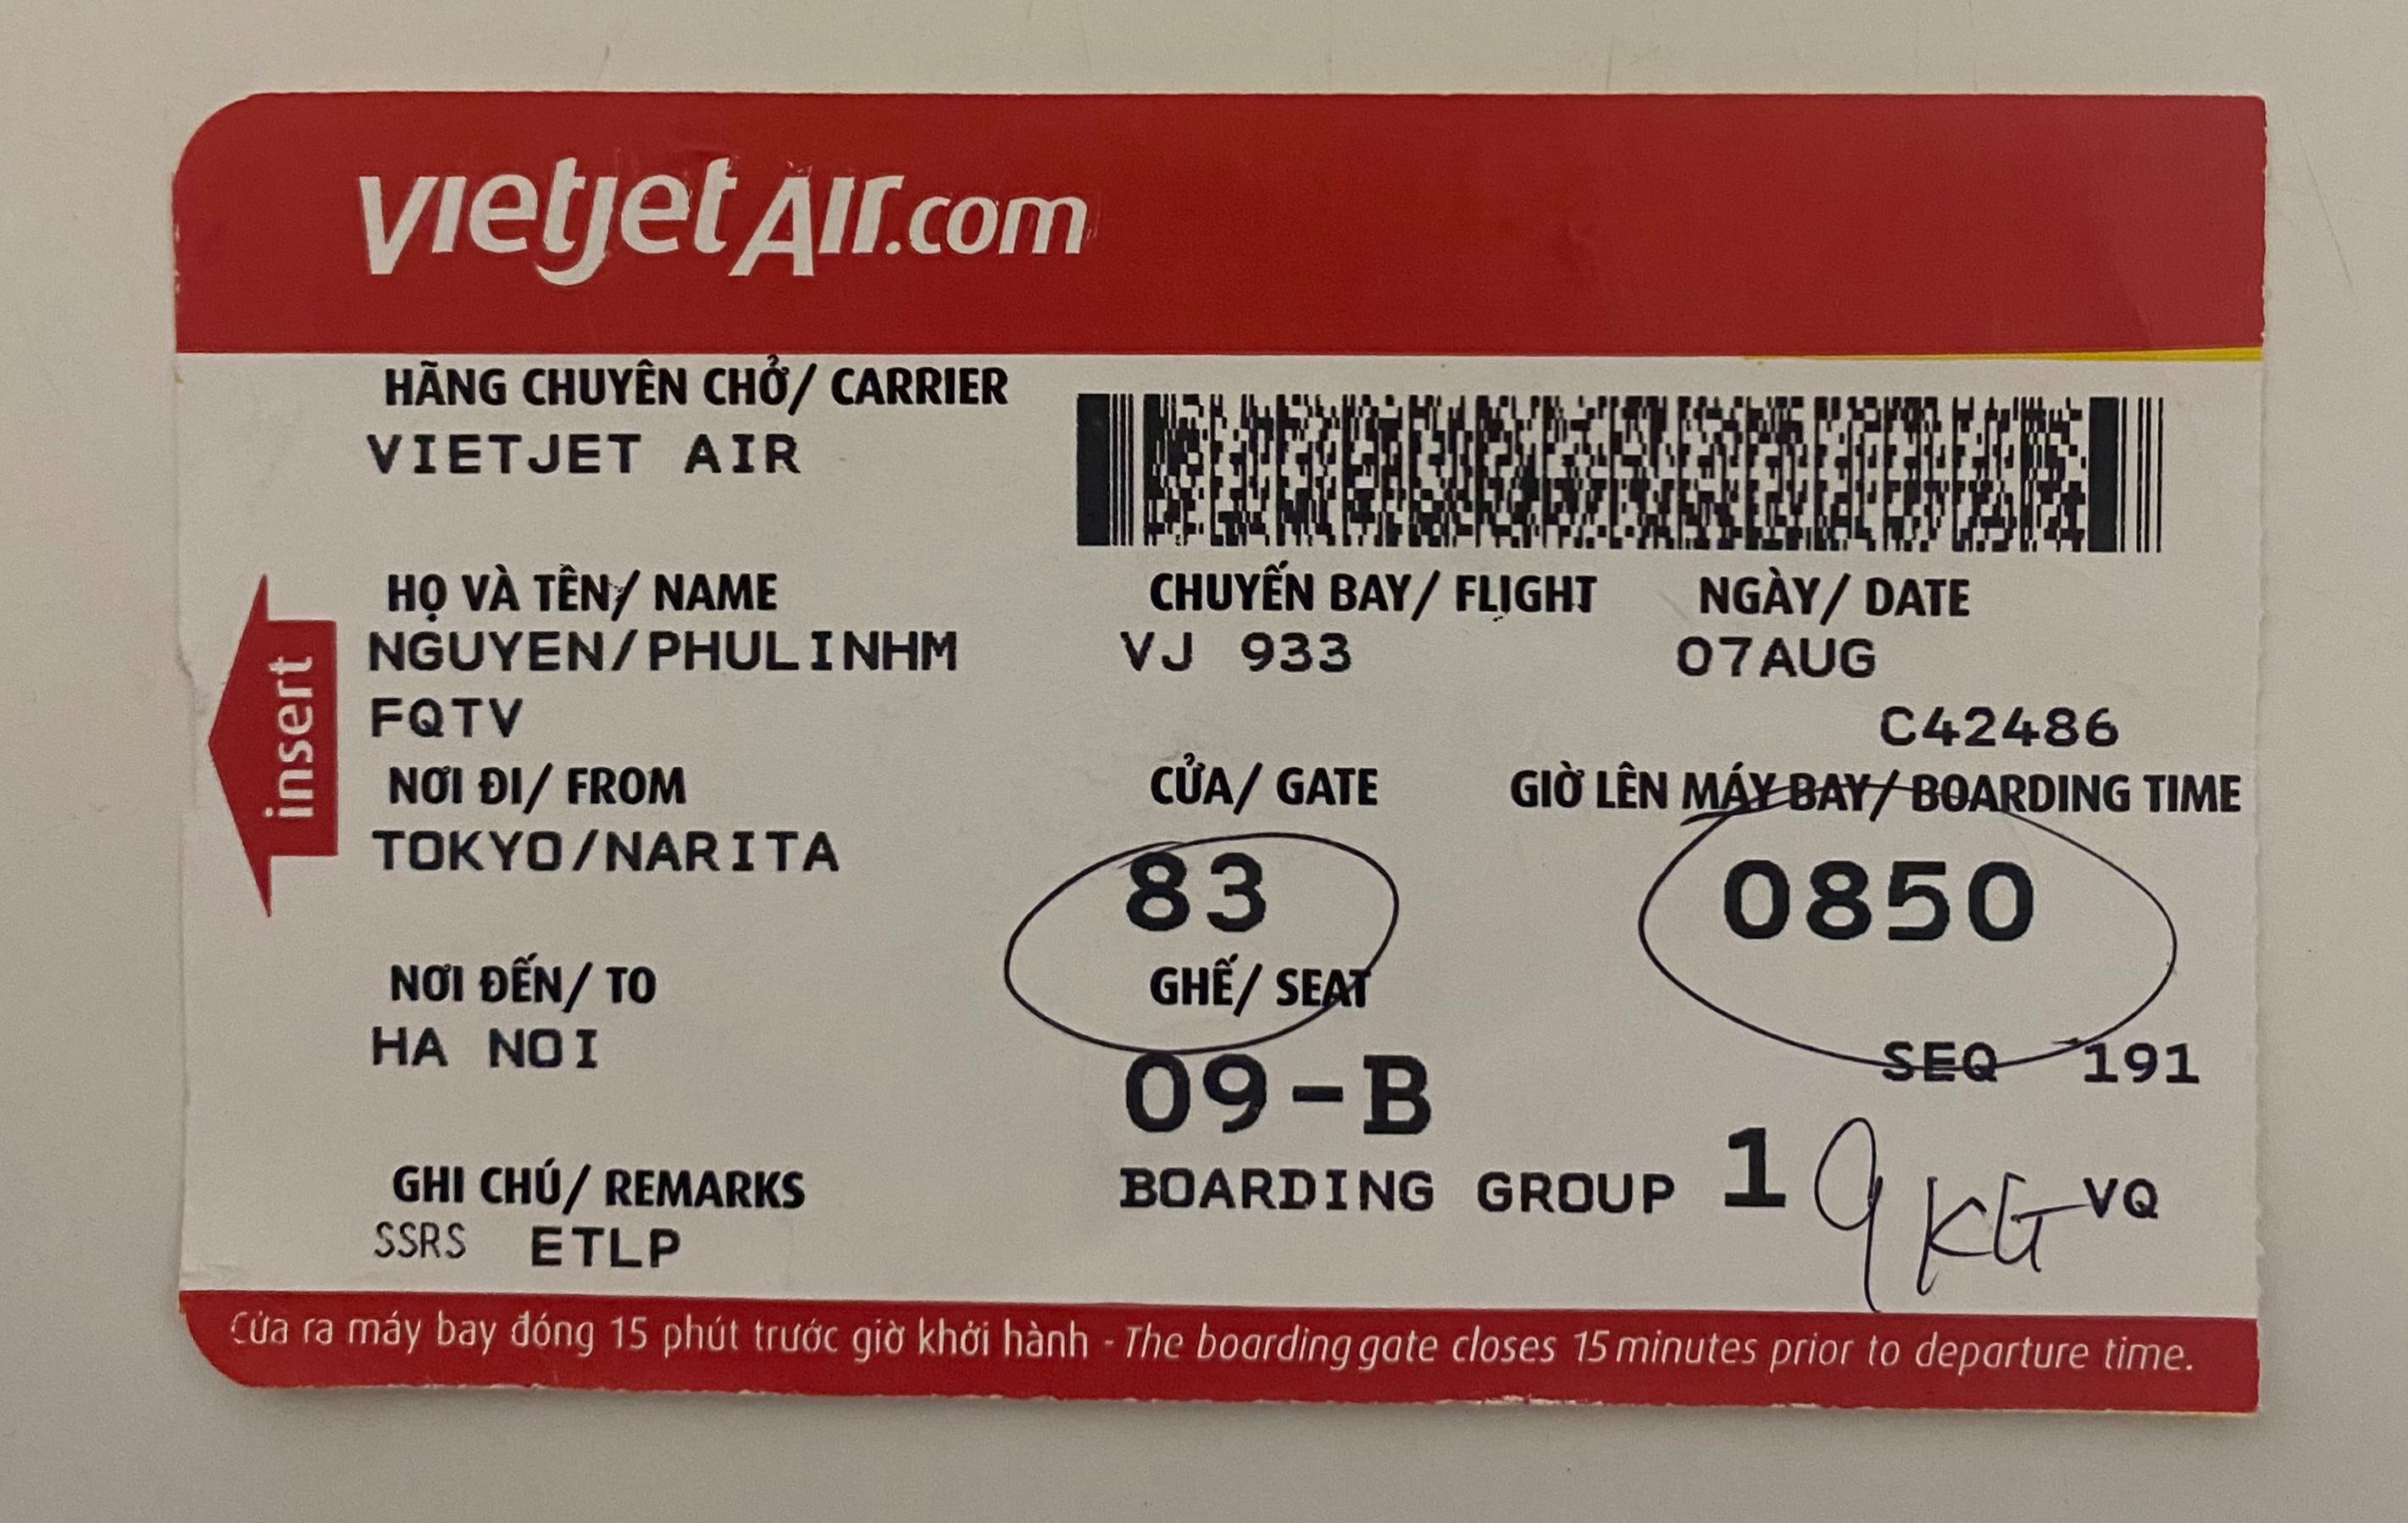 vietjetAir.com
HÃNG CHUYÊN CHỞ/ CARRIER
VIETJET AIR
HỌ VÀ TÊN/ NAME
NGUYEN/PHULINHM
FQTV
CHUYẾN BAY/ FLIGHT
VJ 933
NGÀY/ DATE
07AUG
C42486
insert
NƠI ĐI/ FROM
TOKYO/NARITA
CỬA/ GATE
83
GIỜ LÊN MÁY BAY/ BOARDING TIME
0850
NƠI ĐẾN/ TO
HA NOI
GHẾ/ SEAT
09-B
SEQ 191
BOARDING GROUP 1
9KG
VQ
GHI CHÚ/ REMARKS
SSRS ETLP
Cửa ra máy bay đóng 15 phút trước giờ khởi hành - The boarding gate closes 15 minutes prior to departure time.